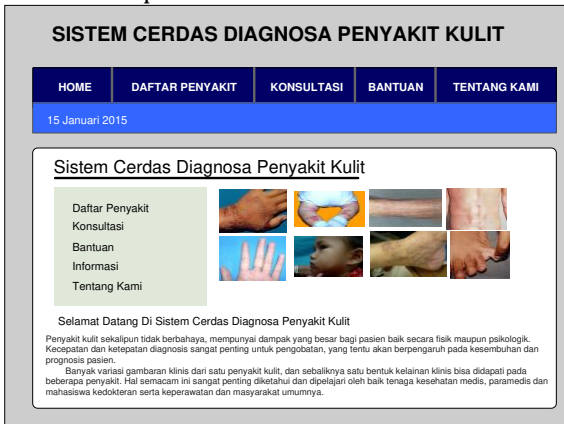 SISTEM CERDAS DIAGNOSA PENYAKIT KULIT
HOME DAFTAR PENYAKIT KONSULTASI BANTUAN TENTANG KAMI
15 Januari 2015
Sistem Cerdas Diagnosa Penyakit Kulit
Daftar Penyakit
Konsultasi
Bantuan
Informasi
Tentang Kami
Selamat Datang Di Sistem Cerdas Diagnosa Penyakit Kulit
Penyakit kulit sekalipun tidak berbahaya, mempunyai dampak yang besar bagi pasien baik secara fisik maupun psikologik.
Kecepatan dan ketepatan diagnosis sangat penting untuk pengobatan, yang tentu akan berpengaruh pada kesembuhan dan
prognosis pasien.
Banyak variasi gambaran klinis dari satu penyakit kulit, dan sebaliknya satu bentuk kelainan klinis bisa didapati pada
beberapa penyakit. Hal semacam ini sangat penting diketahui dan dipelajari oleh baik tenaga kesehatan medis, paramedis dan
mahasiswa kedokteran serta keperawatan dan masyarakat umumnya.